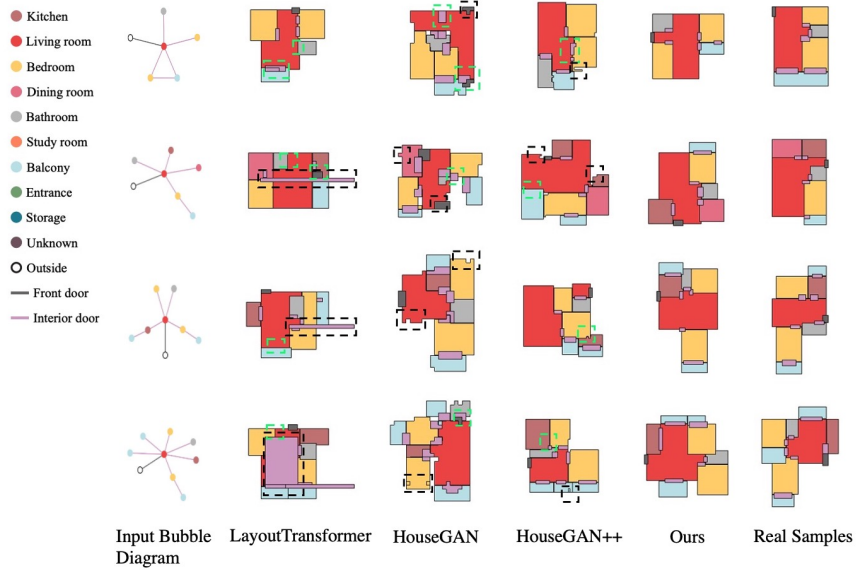 Kitchen
Living room
Bedroom
Dining room
Bathroom
Study room
Balcony
Entrance
Storage
Unknown
Outside
Front door
Interior door
Input Bubble Diagram
LayoutTransformer
HouseGAN
HouseGAN++
Ours
Real Samples